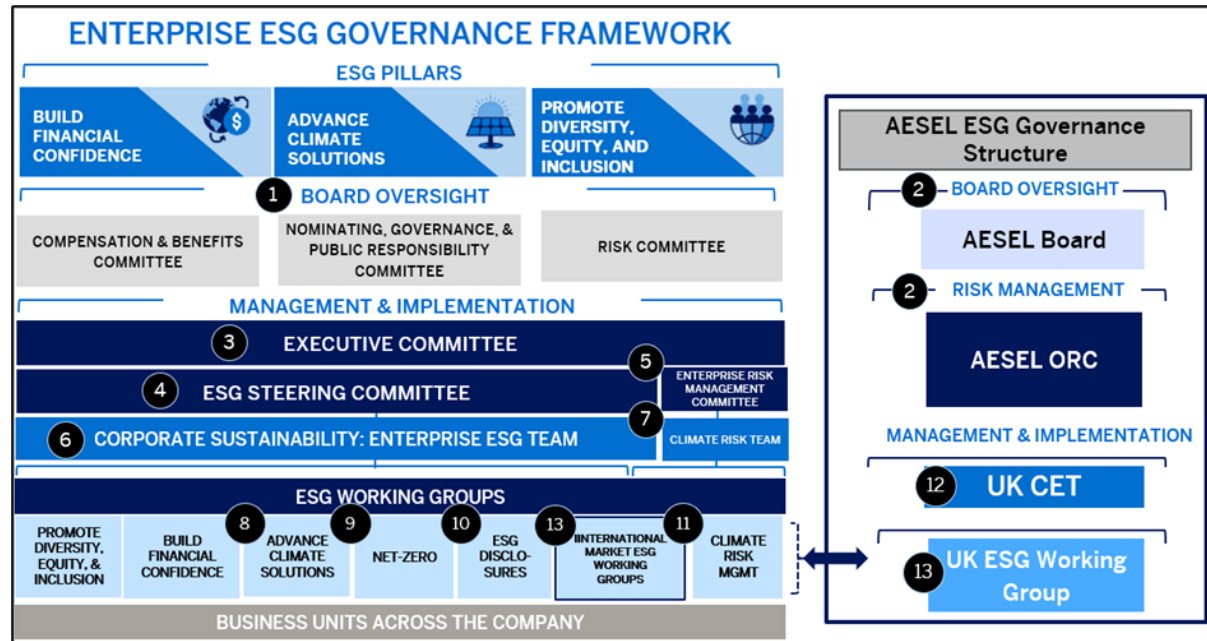 ENTERPRISE ESG GOVERNANCE FRAMEWORK
ESG PILLARS
BUILD
FINANCIAL
CONFIDENCE
$
ADVANCE
CLIMATE
SOLUTIONS
PROMOTE
DIVERSITY,
EQUITY, AND
INCLUSION
1
BOARD OVERSIGHT
COMPENSATION & BENEFITS
COMMITTEE
NOMINATING, GOVERNANCE, &
PUBLIC RESPONSIBILITY
COMMITTEE
RISK COMMITTEE
MANAGEMENT & IMPLEMENTATION
3
EXECUTIVE COMMITTEE
4
ESG STEERING COMMITTEE
5
ENTERPRISE RISK
MANAGEMENT
COMMITTEE
6
CORPORATE SUSTAINABILITY: ENTERPRISE ESG TEAM
7
CLIMATE RISK TEAM
ESG WORKING GROUPS
PROMOTE
DIVERSITY,
EQUITY, &
INCLUSION
BUILD
FINANCIAL
CONFIDENCE
8
ADVANCE
CLIMATE
SOLUTIONS
9
NET-ZERO
10
ESG
DISCLO-
SURES
13
IINTERNATIONAL
MARKET ESG
WORKING
GROUPS
11
CLIMATE
RISK
MGMT
BUSINESS UNITS ACROSS THE COMPANY
AESEL ESG Governance
Structure
2
BOARD OVERSIGHT
AESEL Board
2
RISK MANAGEMENT
AESEL ORC
MANAGEMENT & IMPLEMENTATION
12
UK CET
13
UK ESG Working
Group